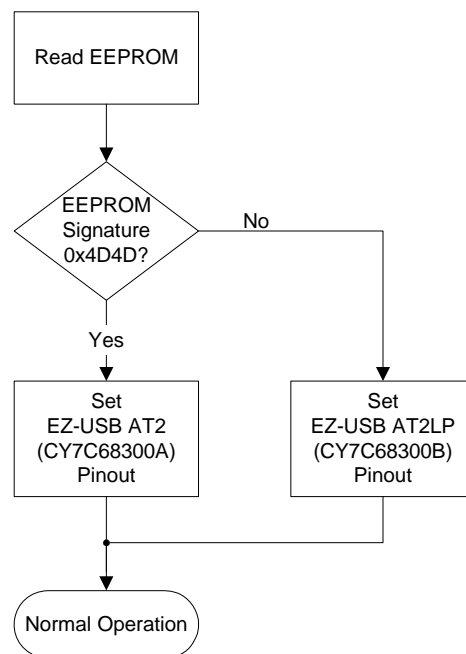 Read EEPROM
EEPROM
Signature
0x4D4D?
No
Yes
Set
EZ-USB AT2
(CY7C68300A)
Pinout
Set
EZ-USB AT2LP
(CY7C68300B)
Pinout
Normal Operation